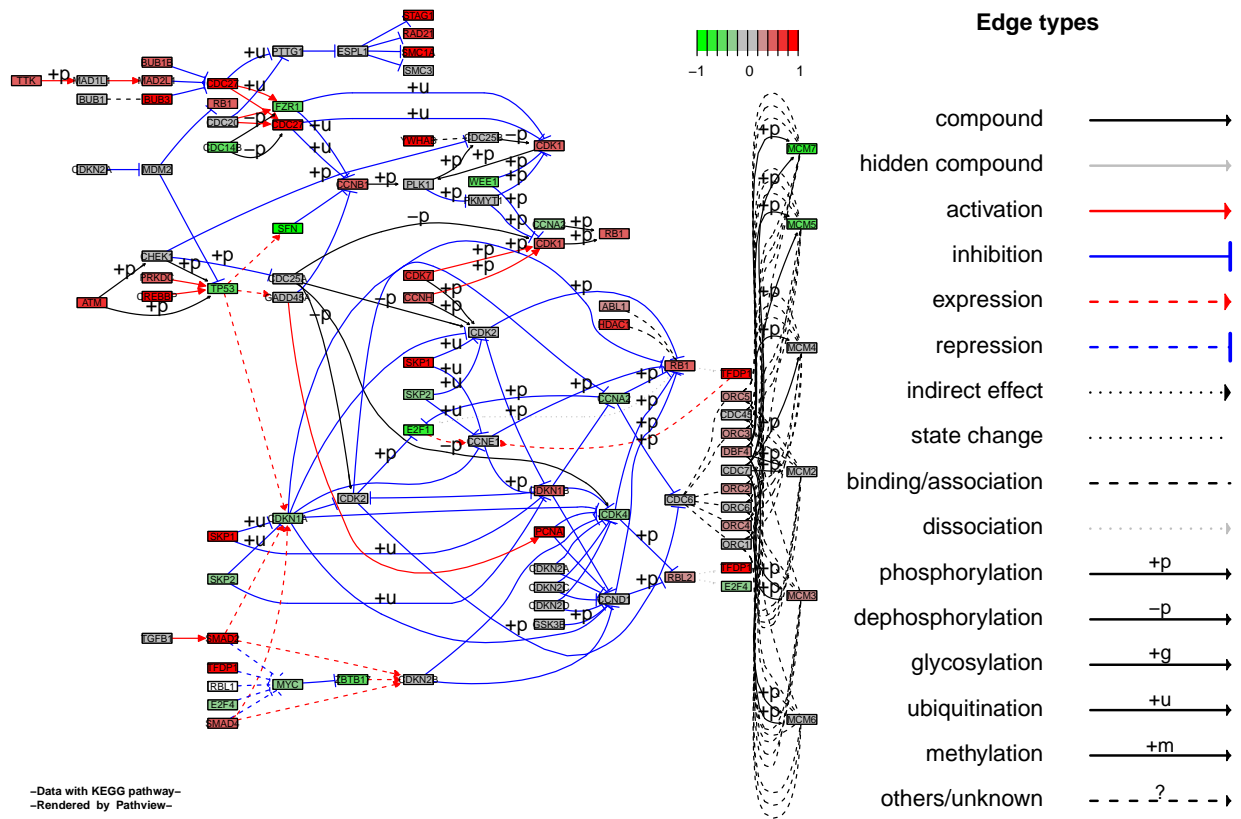 Edge types
−1
0
1
compound
hidden compound
activation
inhibition
expression
repression
indirect effect
state change
binding/association
dissociation
phosphorylation
+p
dephosphorylation
−p
glycosylation
+g
ubiquitination
+u
methylation
+m
others/unknown
?
STAG1
RAD21
SMC1A
SMC3
PTTG1
ESPL1
+u
TTK
+p
BUB1B
BUB1
BUB3
RB1
CDC20
FZR1
CDC27
CDC14B
+u
+u
+u
+u
−p
−p
CDKN2A
MDM2
CCNB1
PLK1
CDC25B
CDK1
WEE1
PKMYT1
−p
+p
+p
+p
+p
+p
+p
SFN
CCNA2
CDK1
RB1
+p
+p
−p
CHEK1
PRKDC
CREBBP
ATM
TP53
CDC25A
GADD45A
+p
+p
+p
CDK7
CCNH
+p
+p
+p
+p
−p
CDK2
ABL1
HDAC1
SKP1
SKP2
E2F1
+u
+u
+u
+p
+p
+p
+p
+p
RB1
CCNA2
CCNE1
−p
+p
CDK2
CDKN1A
CDKN1B
+p
CDK4
CDC6
SKP1
SKP2
+u
+u
+u
PCNA
CDKN2A
CDKN2C
CDKN2D
GSK3B
CCND1
RBL2
+p
+p
+p
+p
TGFB1
SMAD2
TFDP1
RBL1
E2F4
SMAD4
MYC
ZBTB17
CDKN2B
TFDP1
ORC5
CDC45
ORC3
DBF4
CDC7
ORC2
ORC6
ORC4
ORC1
TFDP1
E2F4
MCM7
MCM5
MCM4
MCM2
MCM3
MCM6
+p
+p
+p
+p
+p
+p
+p
+p
+p
+p
+p
+p
−Data with KEGG pathway−
−Rendered by Pathview−